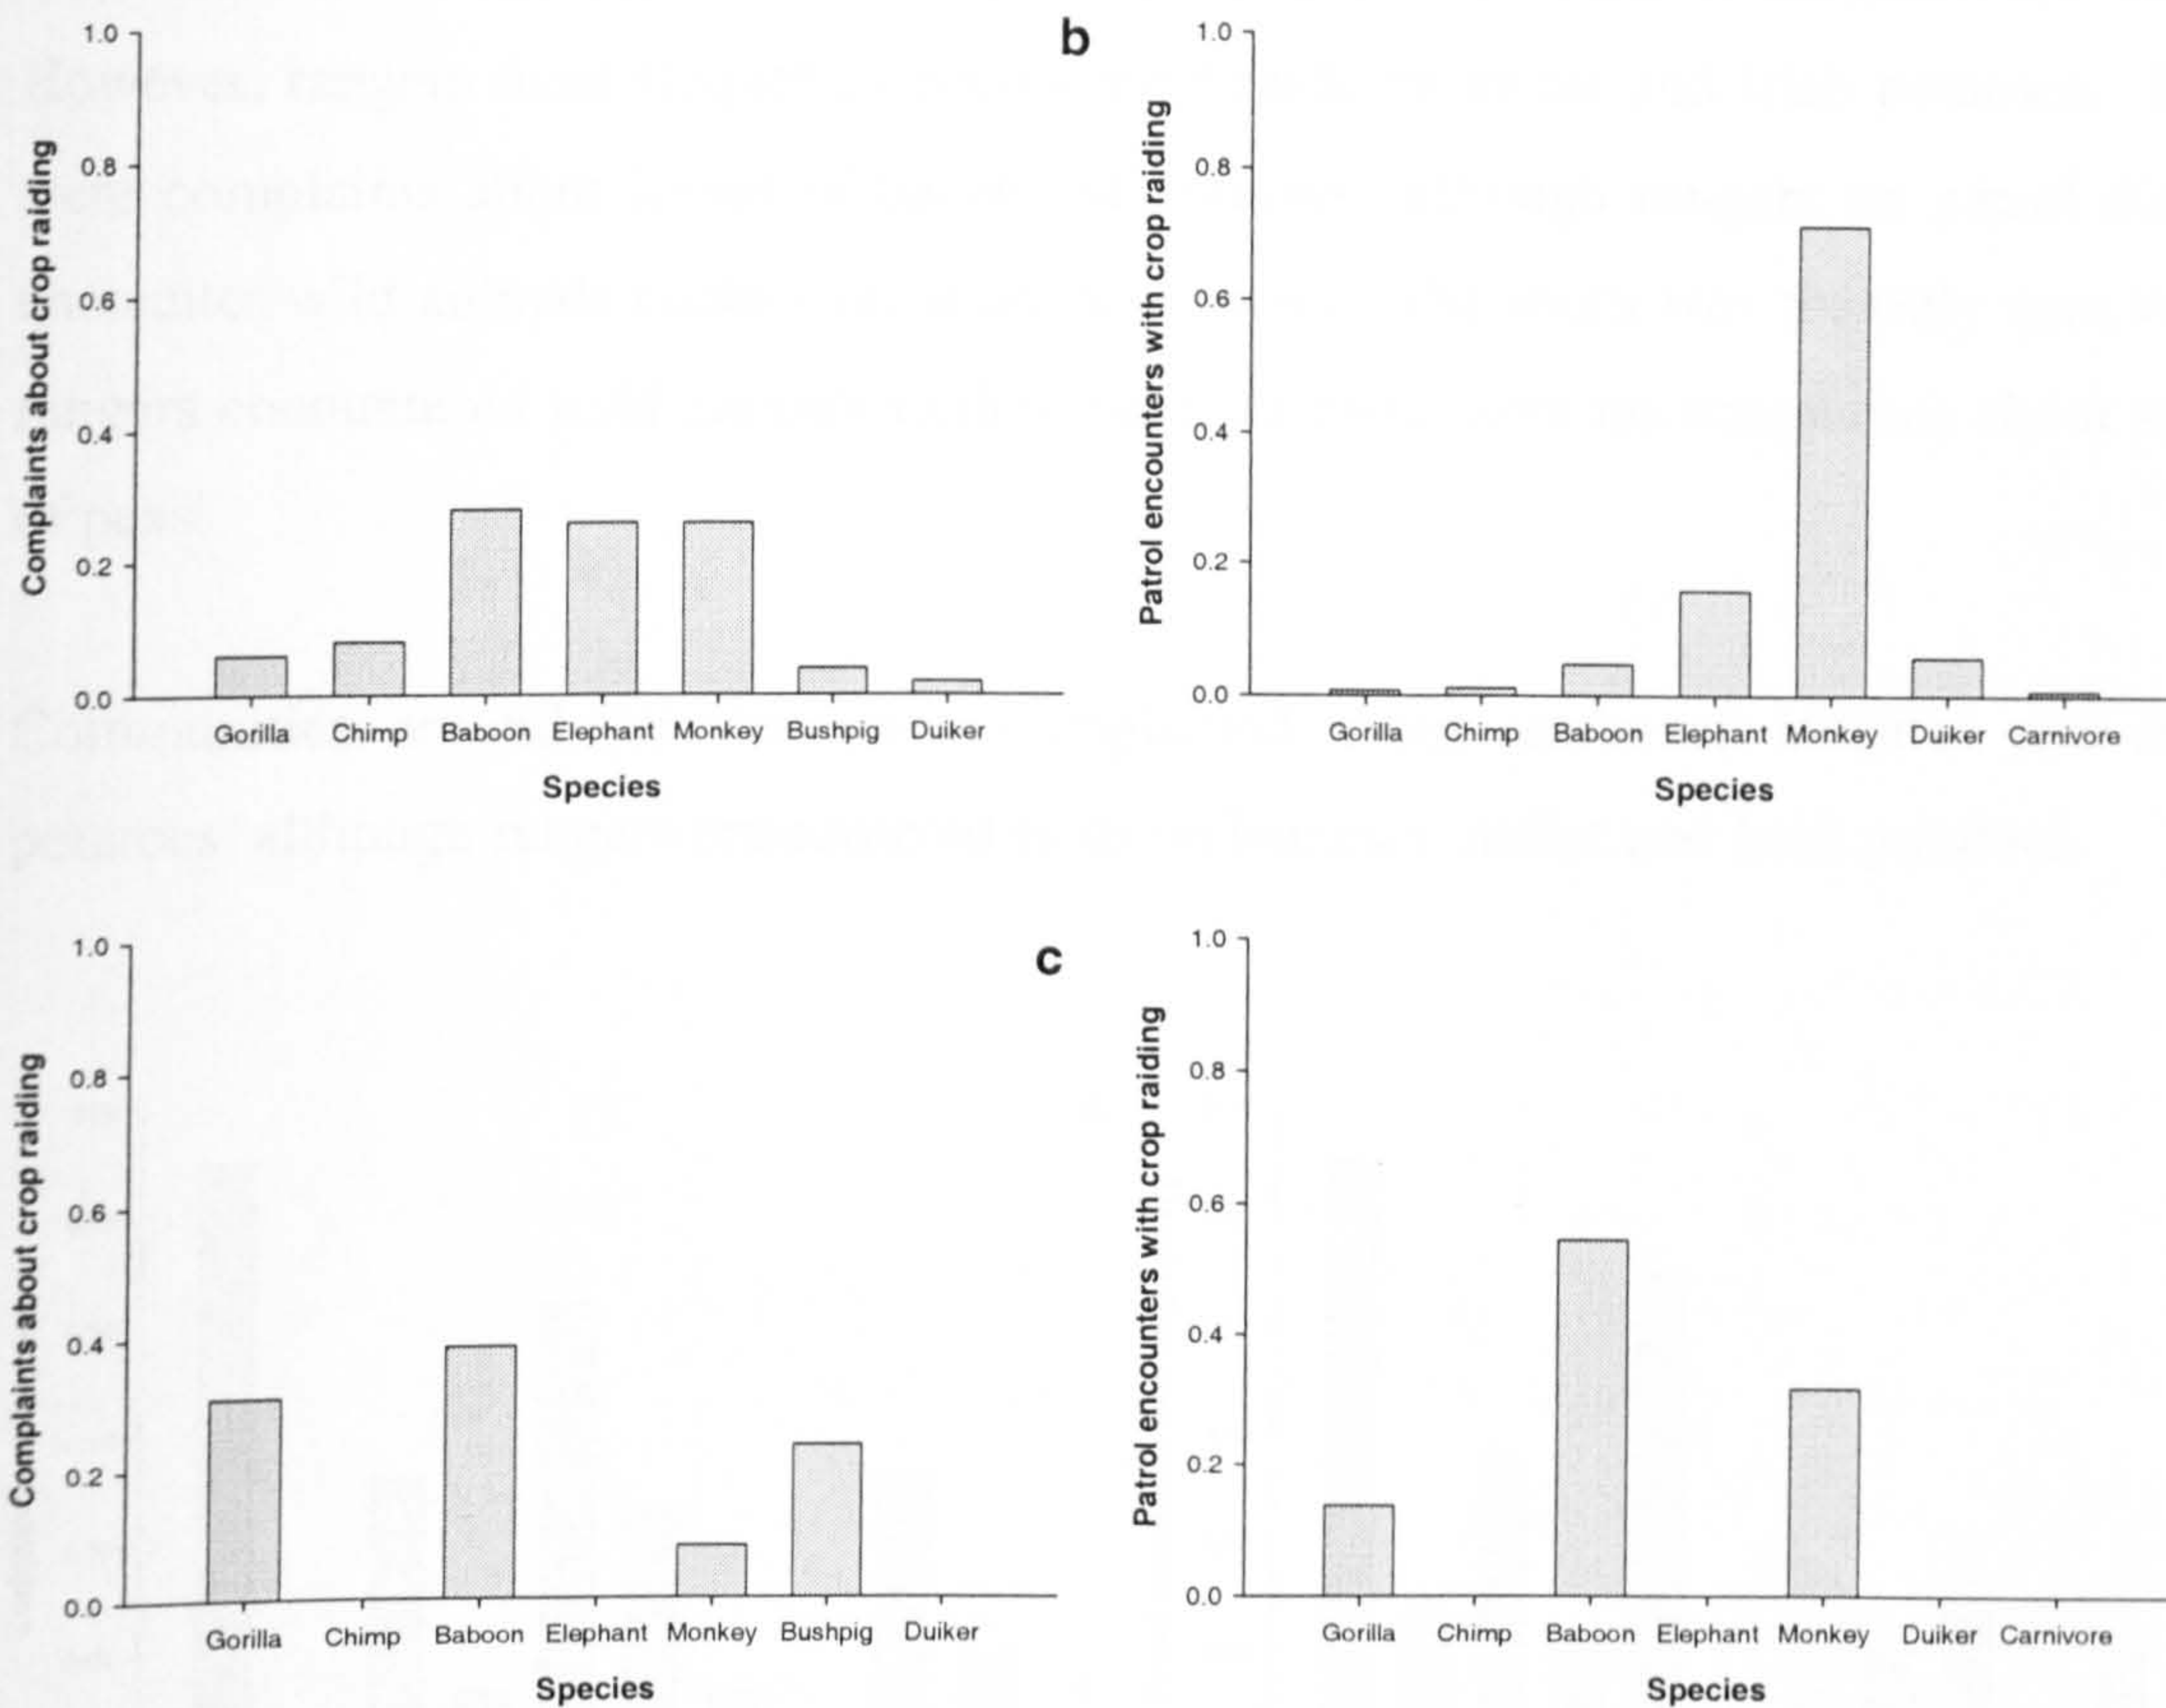 Complaints about crop raiding
1.0
0.8
0.6
0.4
0.2
0.0
Gorilla Chimp Baboon Elephant Monkey Bushpig Duiker
Species
b
Patrol encounters with crop raiding
1.0
0.8
0.6
0.4
0.2
0.0
Gorilla Chimp Baboon Elephant Monkey Duiker Carnivore
Species
Complaints about crop raiding
1.0
0.8
0.6
0.4
0.2
0.0
Gorilla Chimp Baboon Elephant Monkey Bushpig Duiker
Species
c
Patrol encounters with crop raiding
1.0
0.8
0.6
0.4
0.2
0.0
Gorilla Chimp Baboon Elephant Monkey Duiker Carnivore
Species